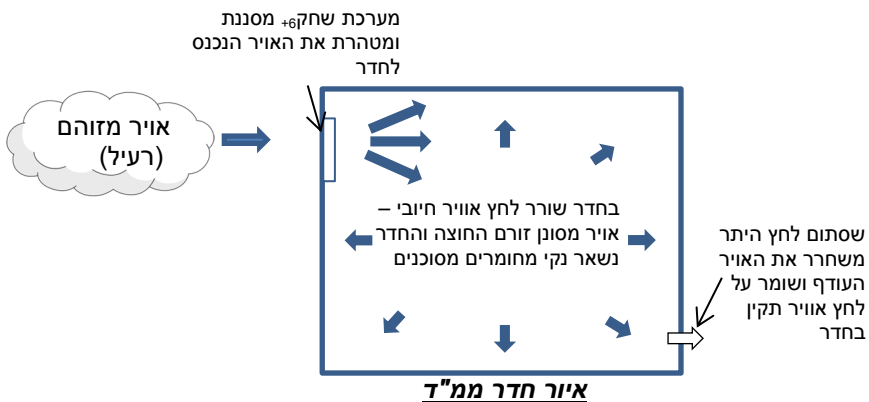 מערכת שחק6+ מסננת
ומטהרת את האויר הנכנס
לחדר
אויר מזוהם
(רעיל)
בחדר שורר לחץ אוויר חיובי –
אויר מסונן זורם החוצה והחדר
נשאר נקי מחומרים מסוכנים
שסתום לחץ היתר
משחרר את האויר
העודף ושומר על
לחץ אוויר תקין
בחדר
איור חדר ממ"ד